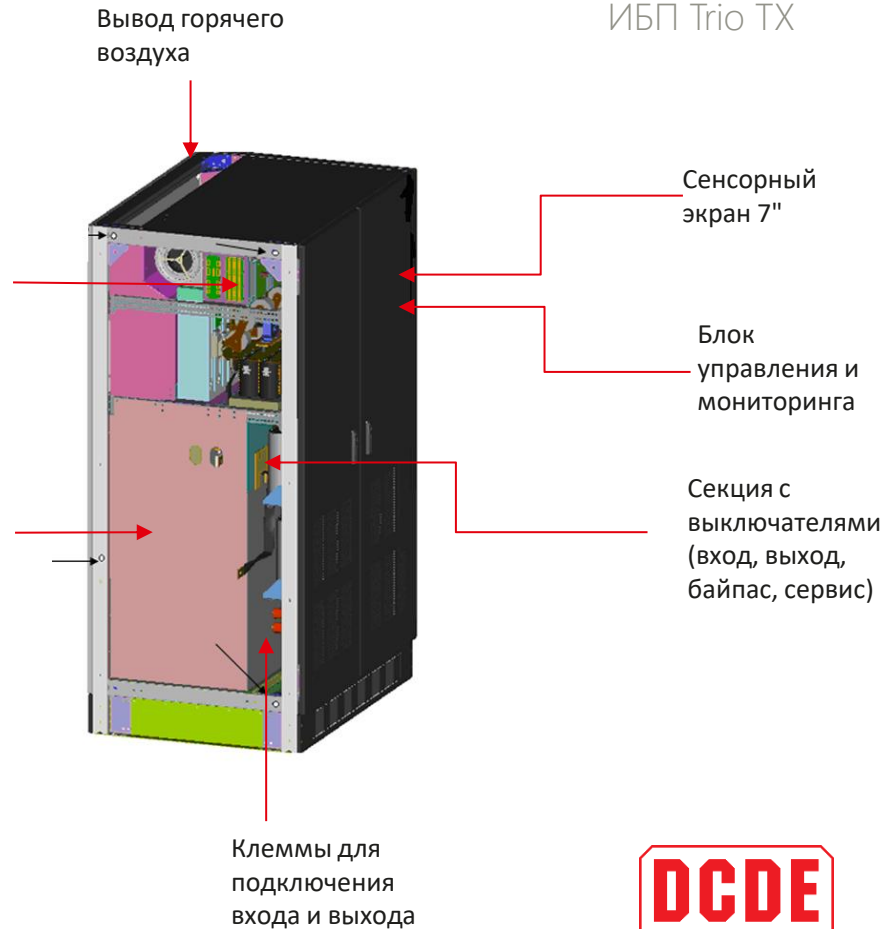 Вывод горячего
воздуха
ИБП Trio TX
Сенсорный
экран 7"
Блок
управления и
мониторинга
Секция с
выключателями
(вход, выход,
байпас, сервис)
Клеммы для
подключения
входа и выхода
DCDE